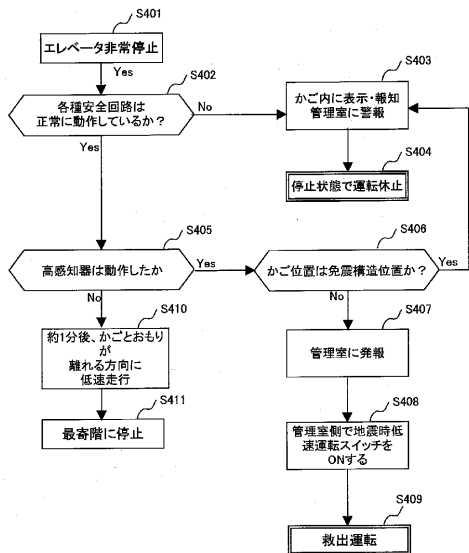 S401
エレベータ非常停止
Yes
S402
各種安全回路は
正常に動作しているか？
No
Yes
S403
かご内に表示・報知
管理室に警報
S404
停止状態で運転休止
S405
高感知器は動作したか
Yes
No
S406
かご位置は免震構造位置か？
Yes
No
S407
管理室に発報
S408
管理室側で地震時低
速運転スイッチを
ONする
S409
救出運転
S410
約1分後、かごとおもり
が
離れる方向に
低速走行
S411
最寄階に停止